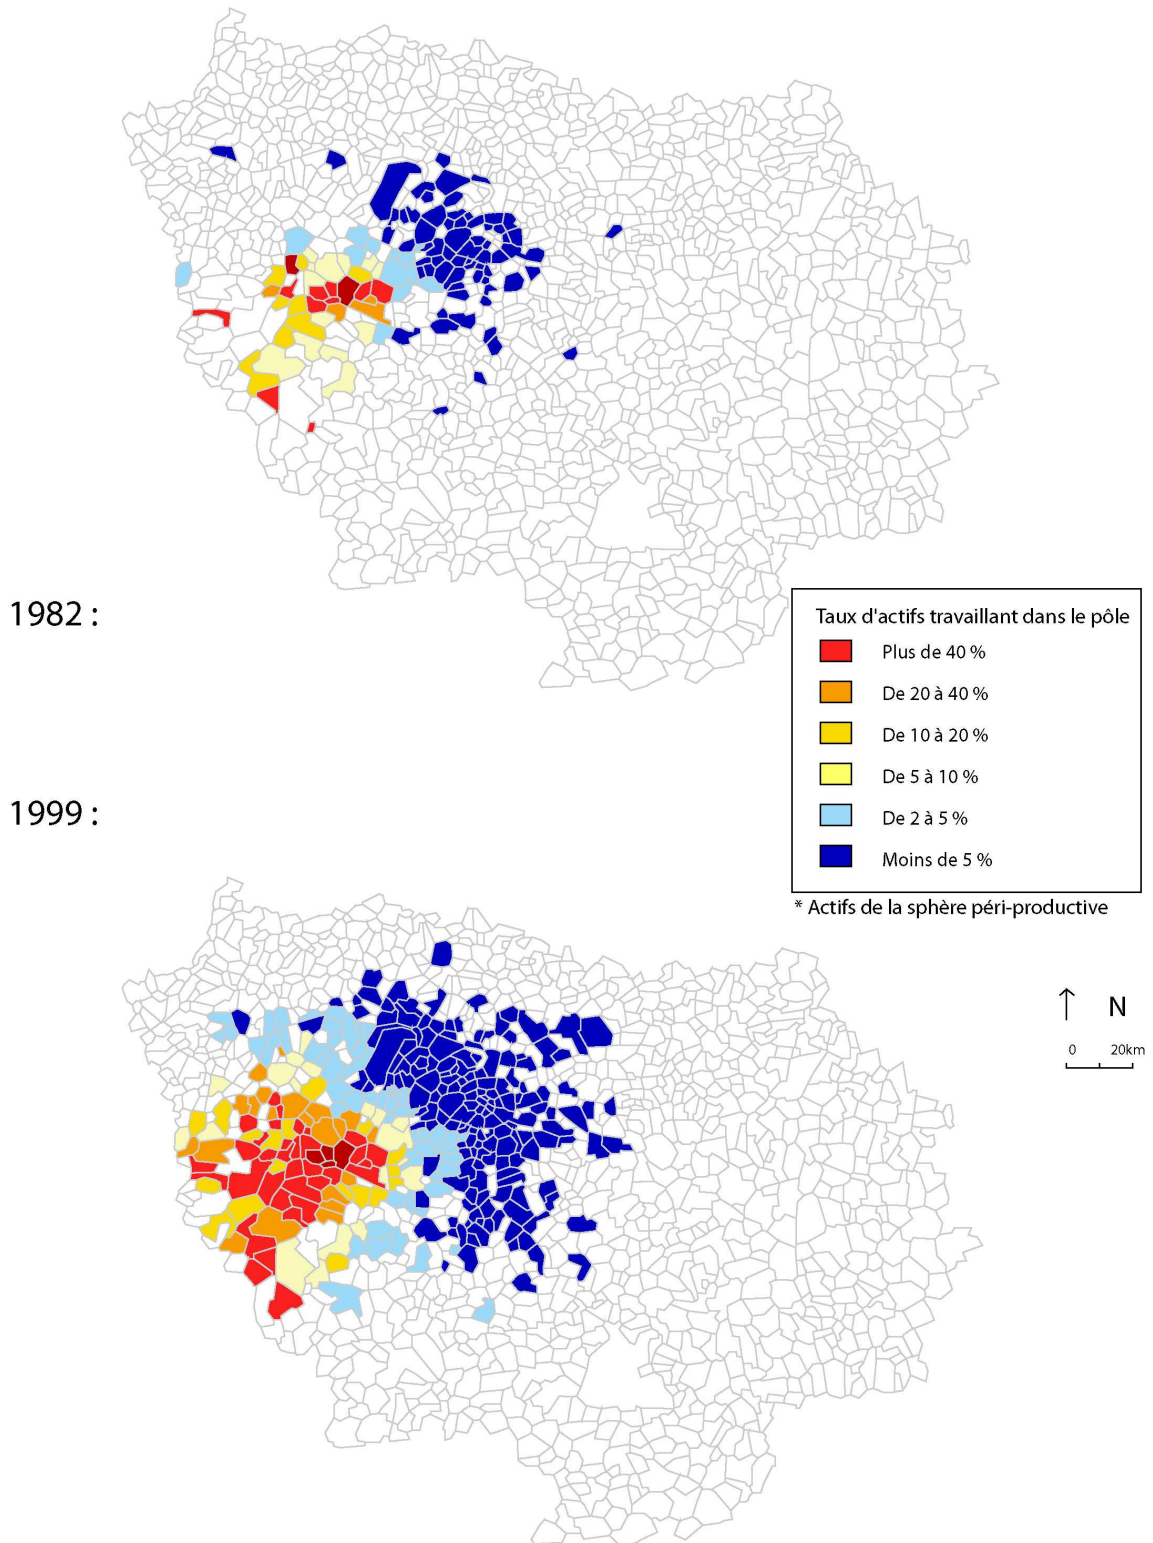 1982 :
Taux d'actifs travaillant dans le pôle
Plus de 40 %
De 20 à 40 %
De 10 à 20 %
De 5 à 10 %
De 2 à 5 %
Moins de 5 %
1999 :
* Actifs de la sphère péri-productive
N
0 20km